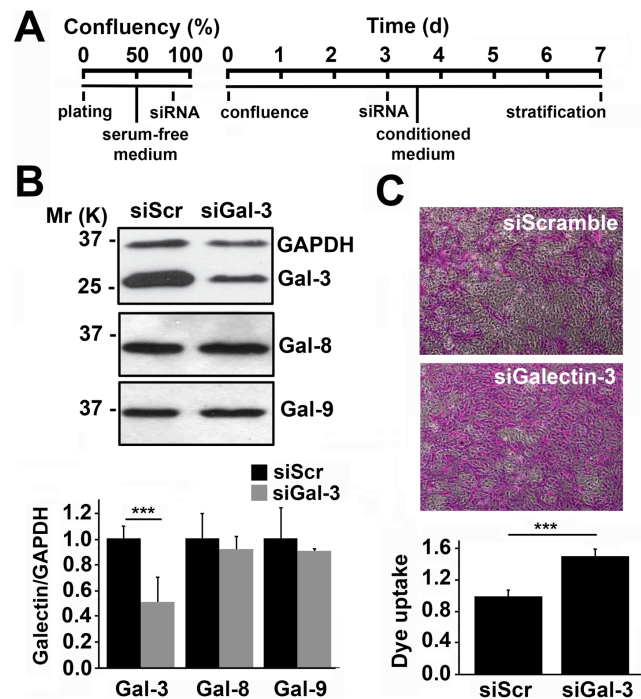 A
Confluency (%)
0 50 100
plating
siRNA
serum-free
medium
Time (d)
0 1 2 3 4 5 6 7
confluence
siRNA
stratification
conditioned
medium
B
Mr (K)
siScr siGal-3
37 -
GAPDH
25 -
Gal-3
37 -
Gal-8
37 -
Gal-9
siScr
siGal-3
Galectin/GAPDH
1.2
1.0
0.8
0.6
0.4
0.2
0.0
***
Gal-3 Gal-8 Gal-9
C
siScramble
siGalectin-3
Dye uptake
1.6
1.2
0.8
0.4
0.0
***
siScr siGal-3